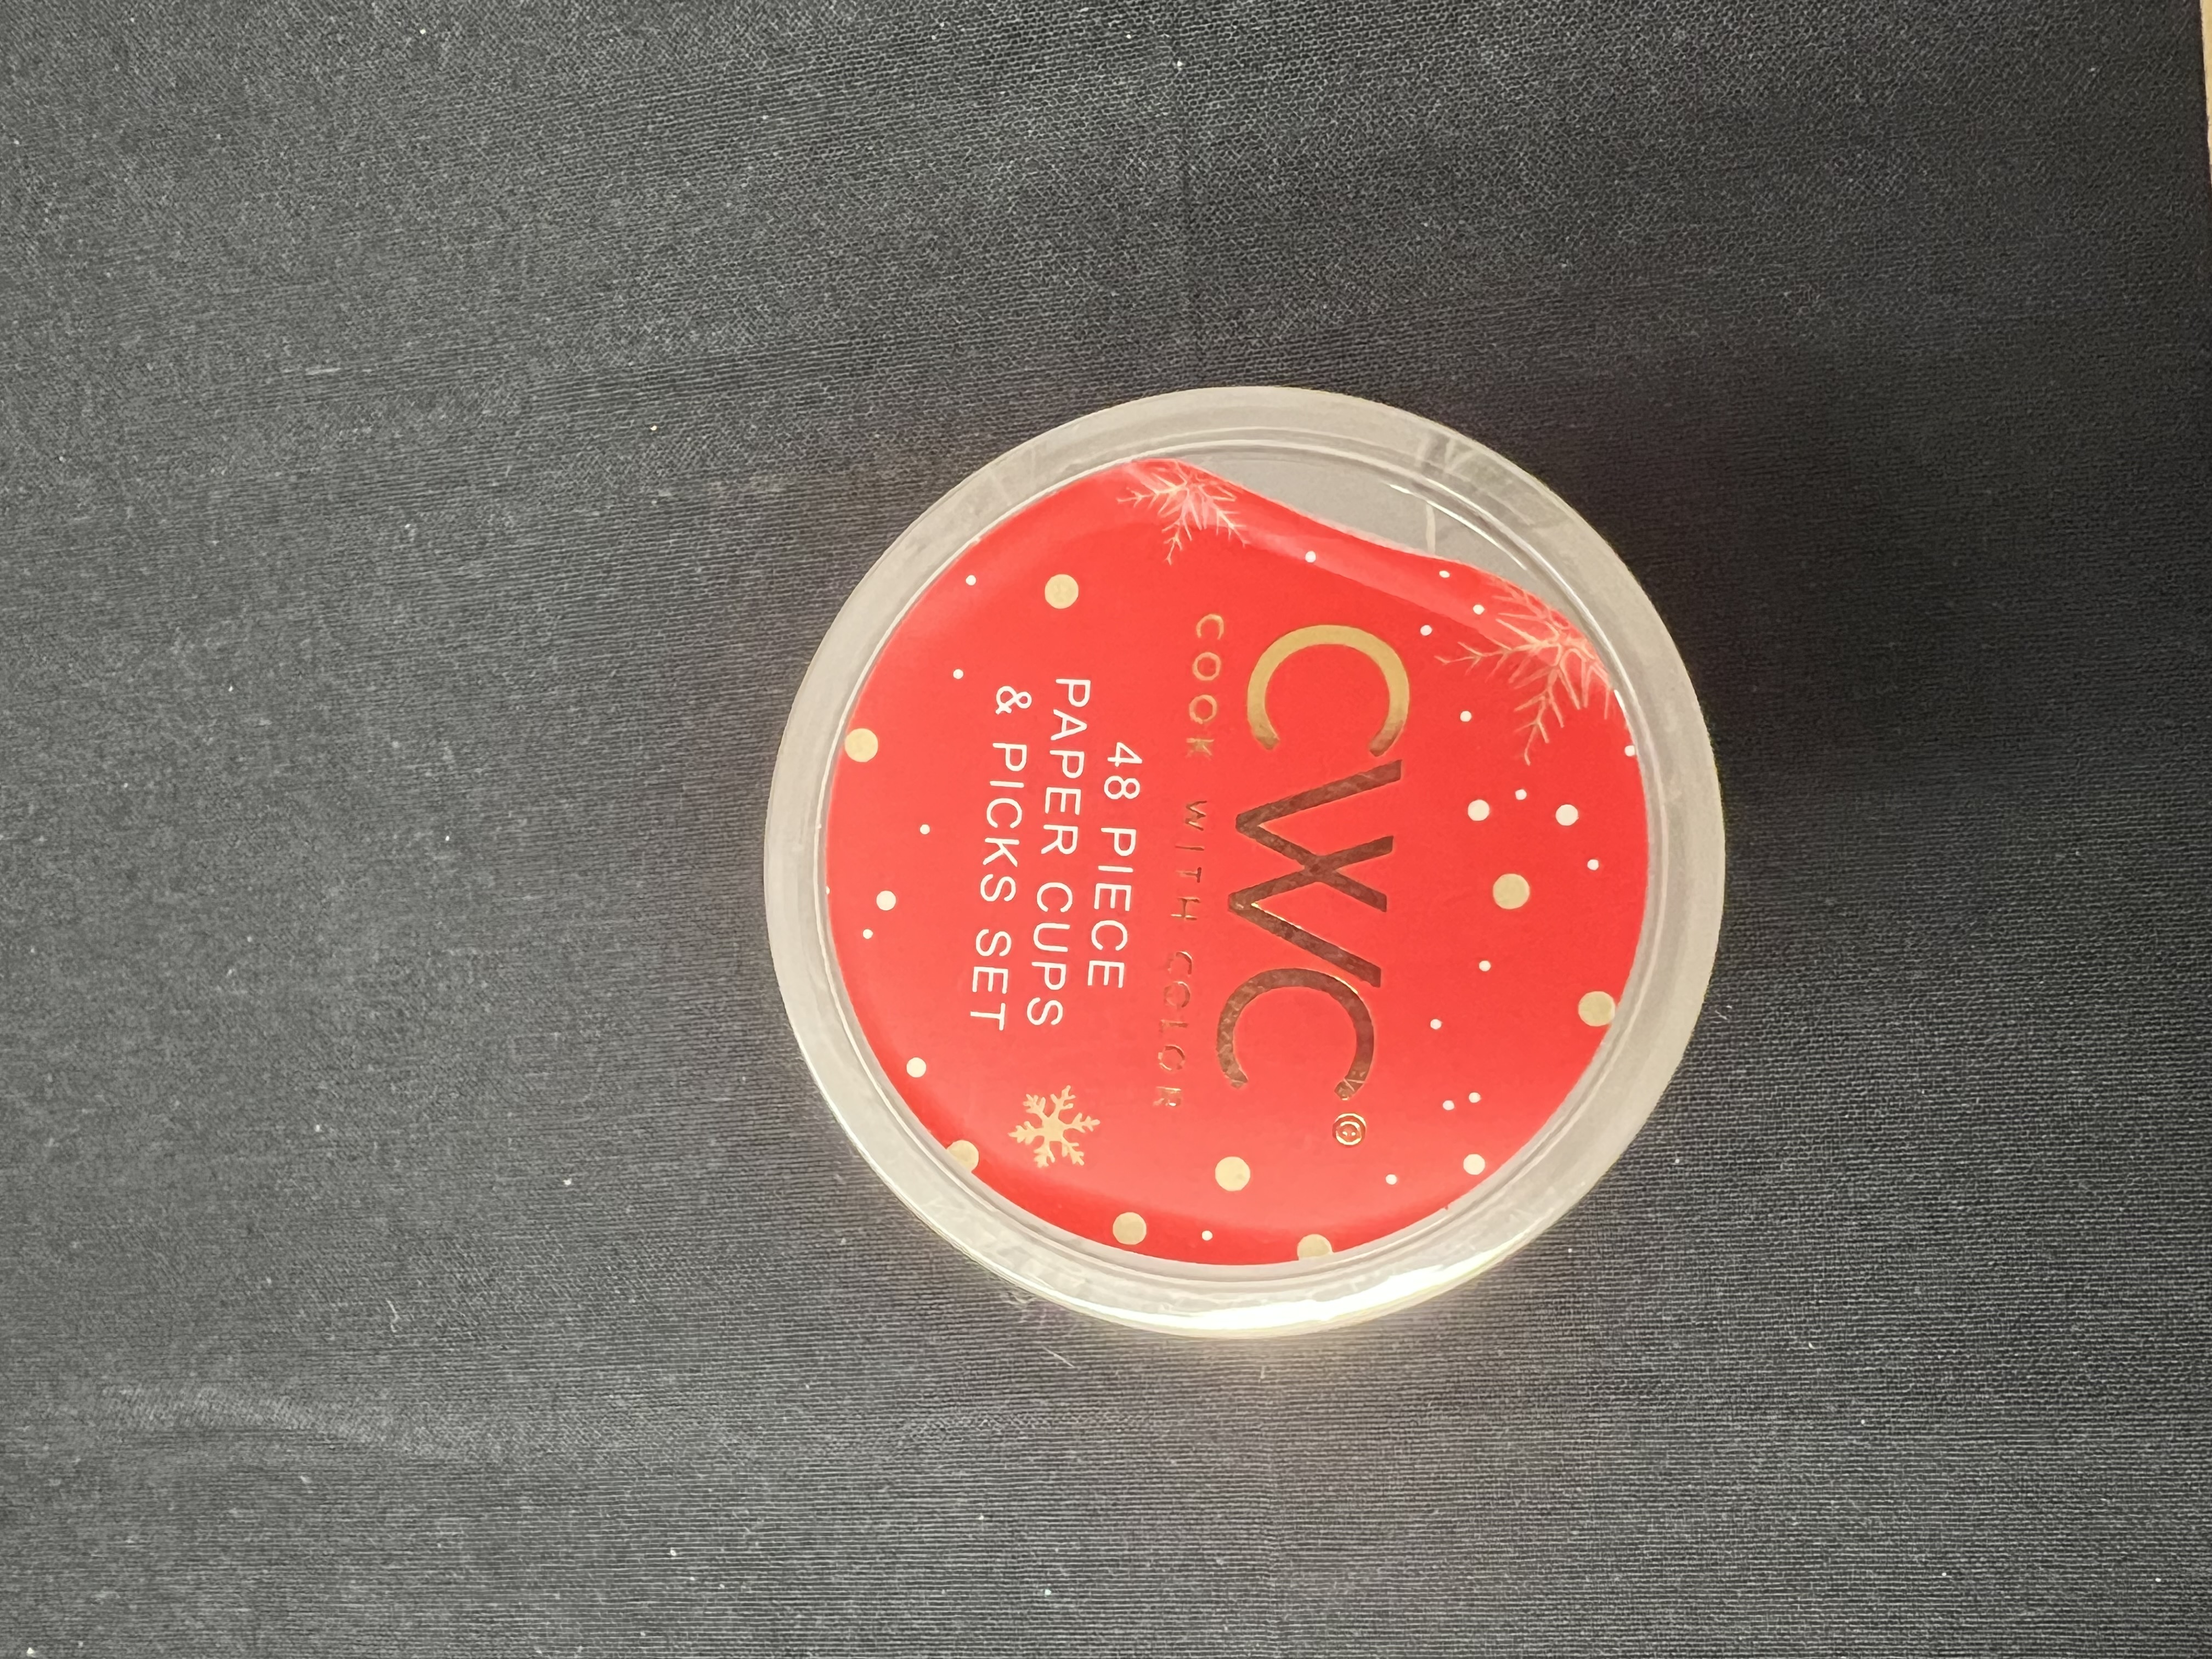 CWC®
COOK WITH COLOR
48 PIECE
PAPER CUPS
& PICKS SET